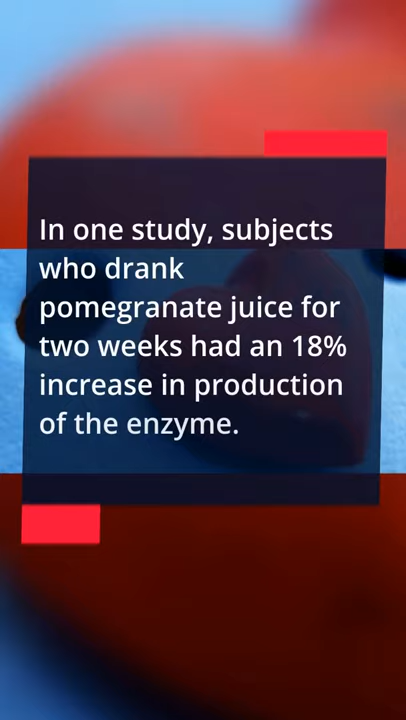 In one study, subjects
who drank
pomegranate juice for
two weeks had an 18%
increase in production
of the enzyme.